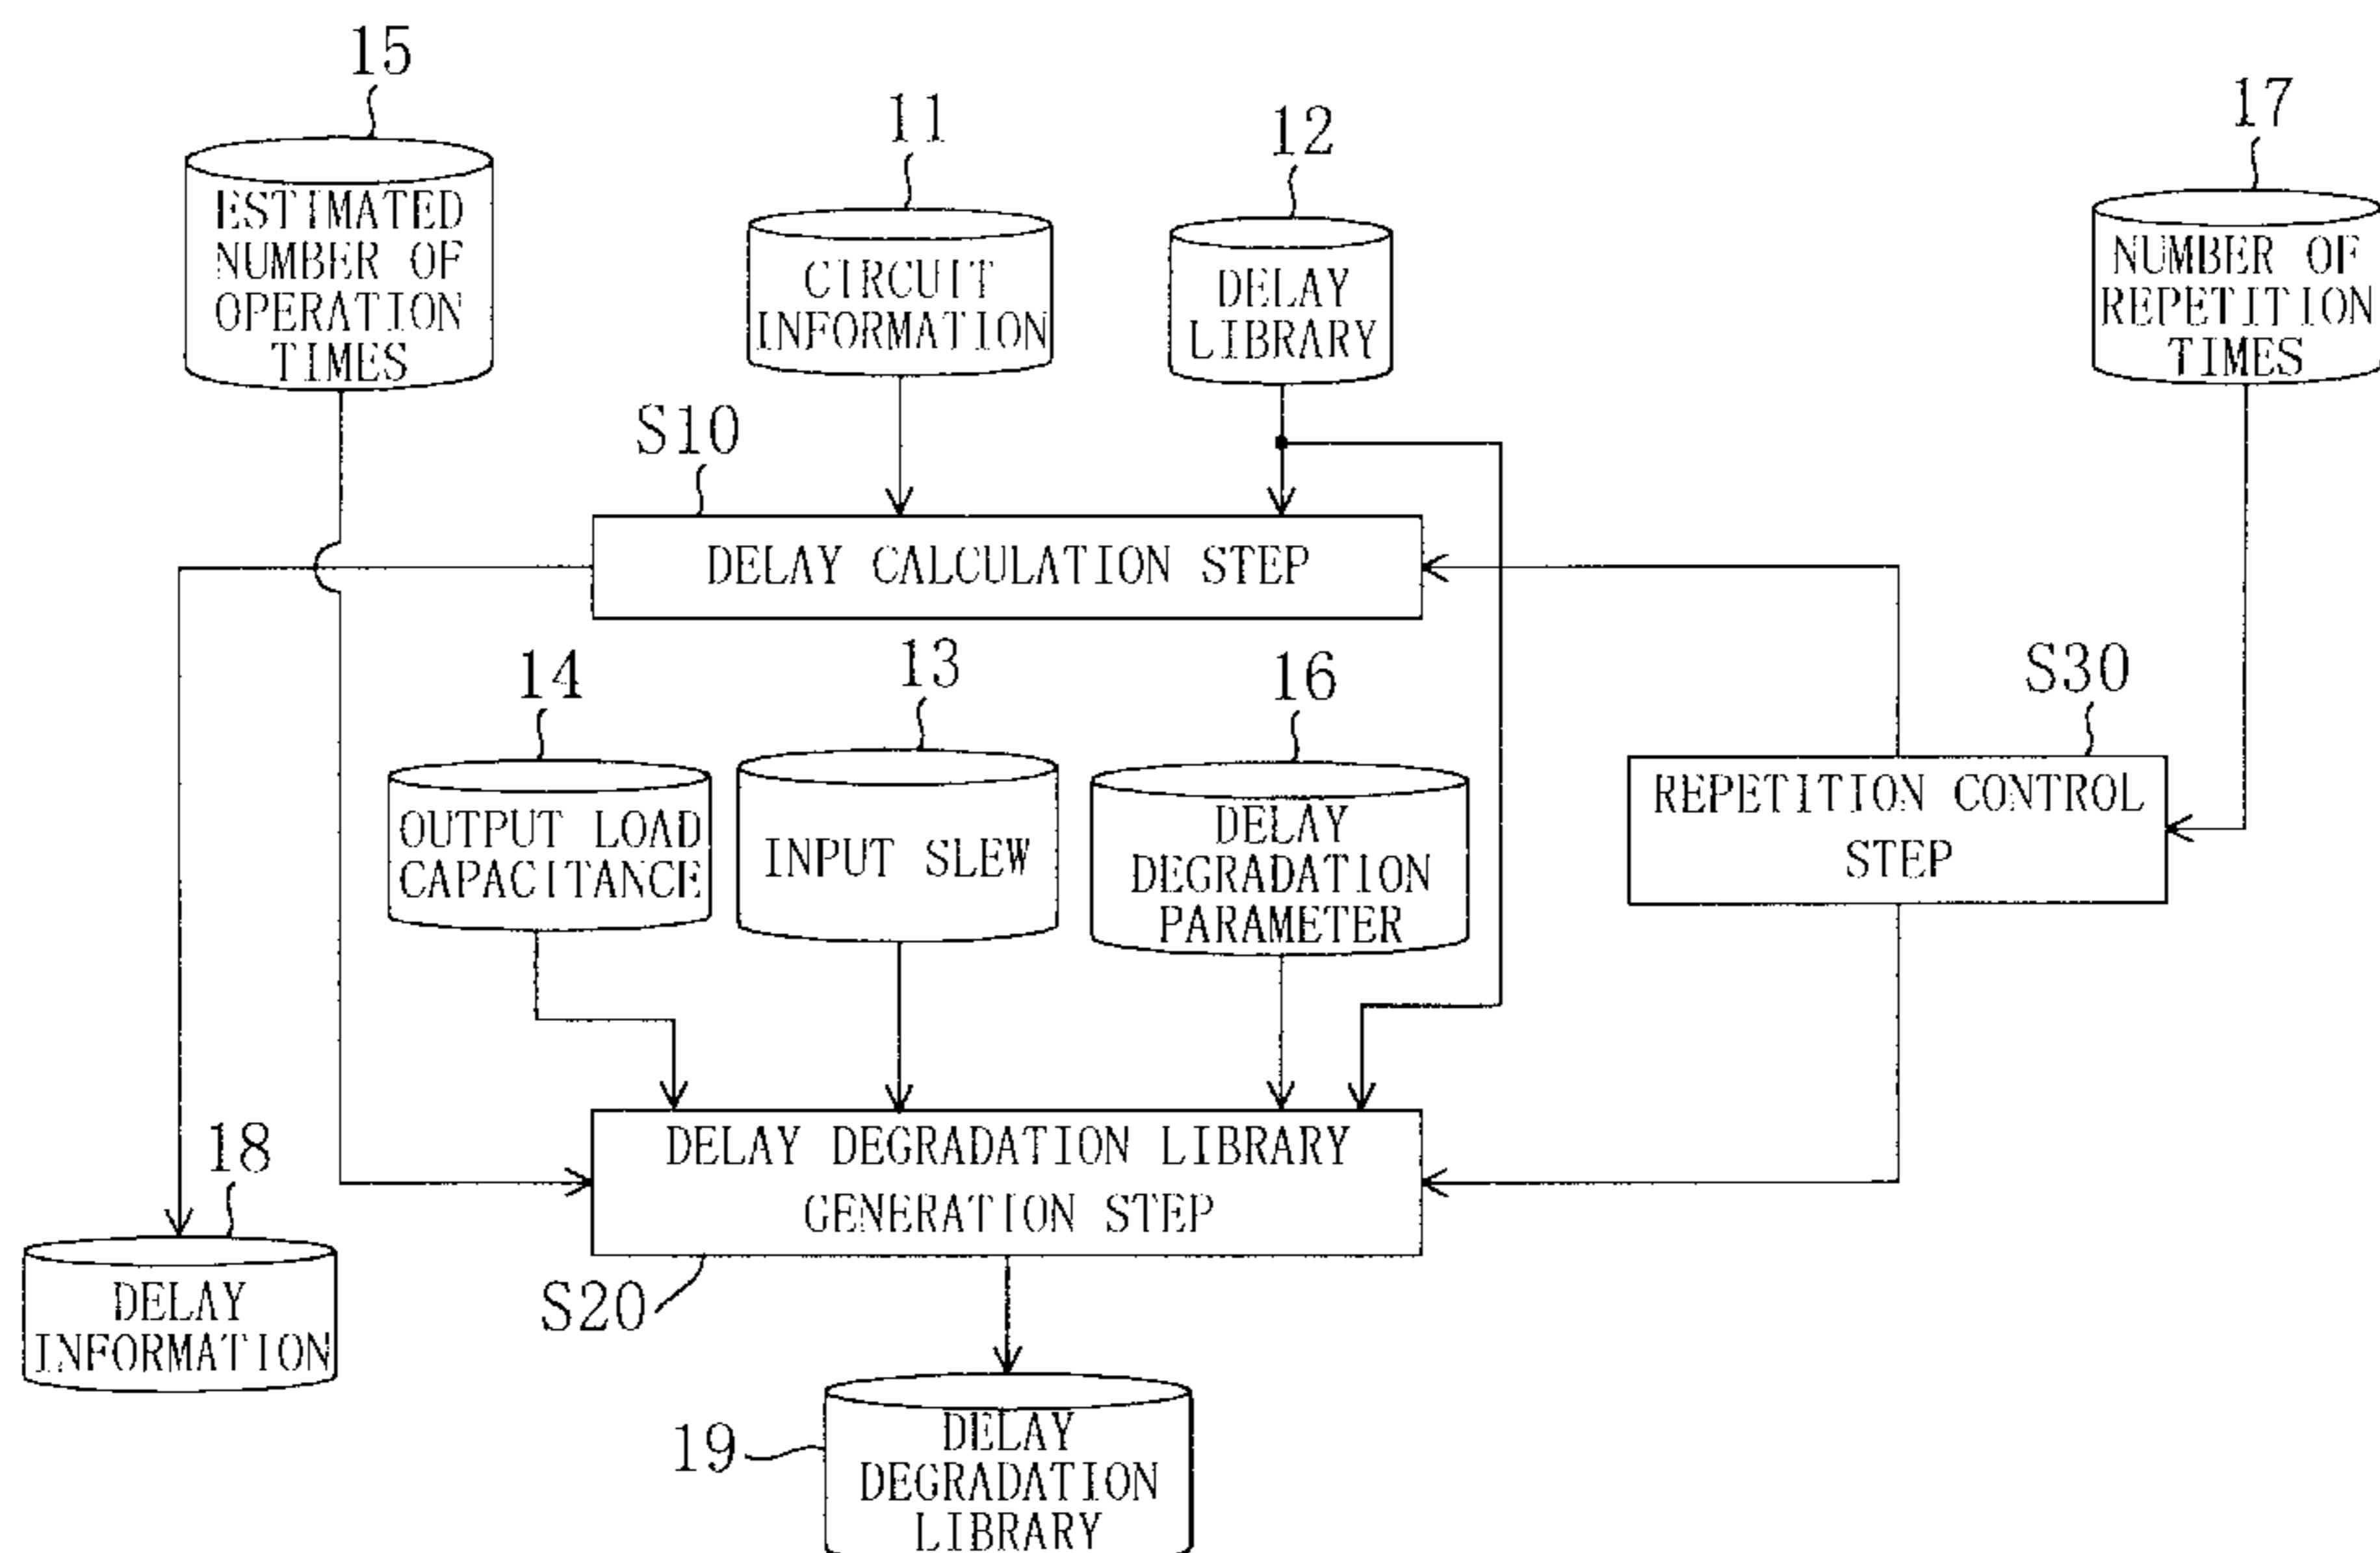 15
ESTIMATED
NUMBER OF
OPERATION
TIMES
11
CIRCUIT
INFORMATION
12
DELAY
LIBRARY
17
NUMBER OF
REPETITION
TIMES
S10
DELAY CALCULATION STEP
14
OUTPUT LOAD
CAPACITANCE
13
INPUT SLEW
16
DELAY
DEGRADATION
PARAMETER
S30
REPETITION CONTROL
STEP
18
DELAY
INFORMATION
DELAY DEGRADATION LIBRARY
GENERATION STEP
S20
19
DELAY
DEGRADATION
LIBRARY